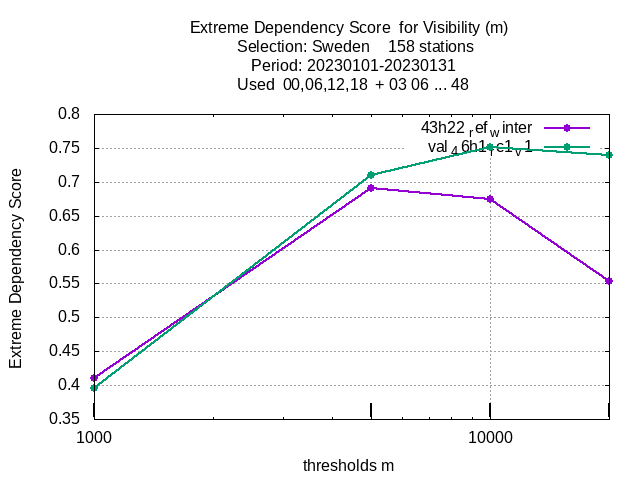 Extreme Dependency Score for Visibility (m)
Selection: Sweden 158 stations
Period: 20230101-20230131
Used 00,06,12,18 + 03 06 ... 48
0.8
0.75
0.7
0.65
0.6
0.55
0.5
0.45
0.4
0.35
Extreme Dependency Score
43h22_ref_winter
val_46h1_rc1_v1
1000
10000
thresholds m